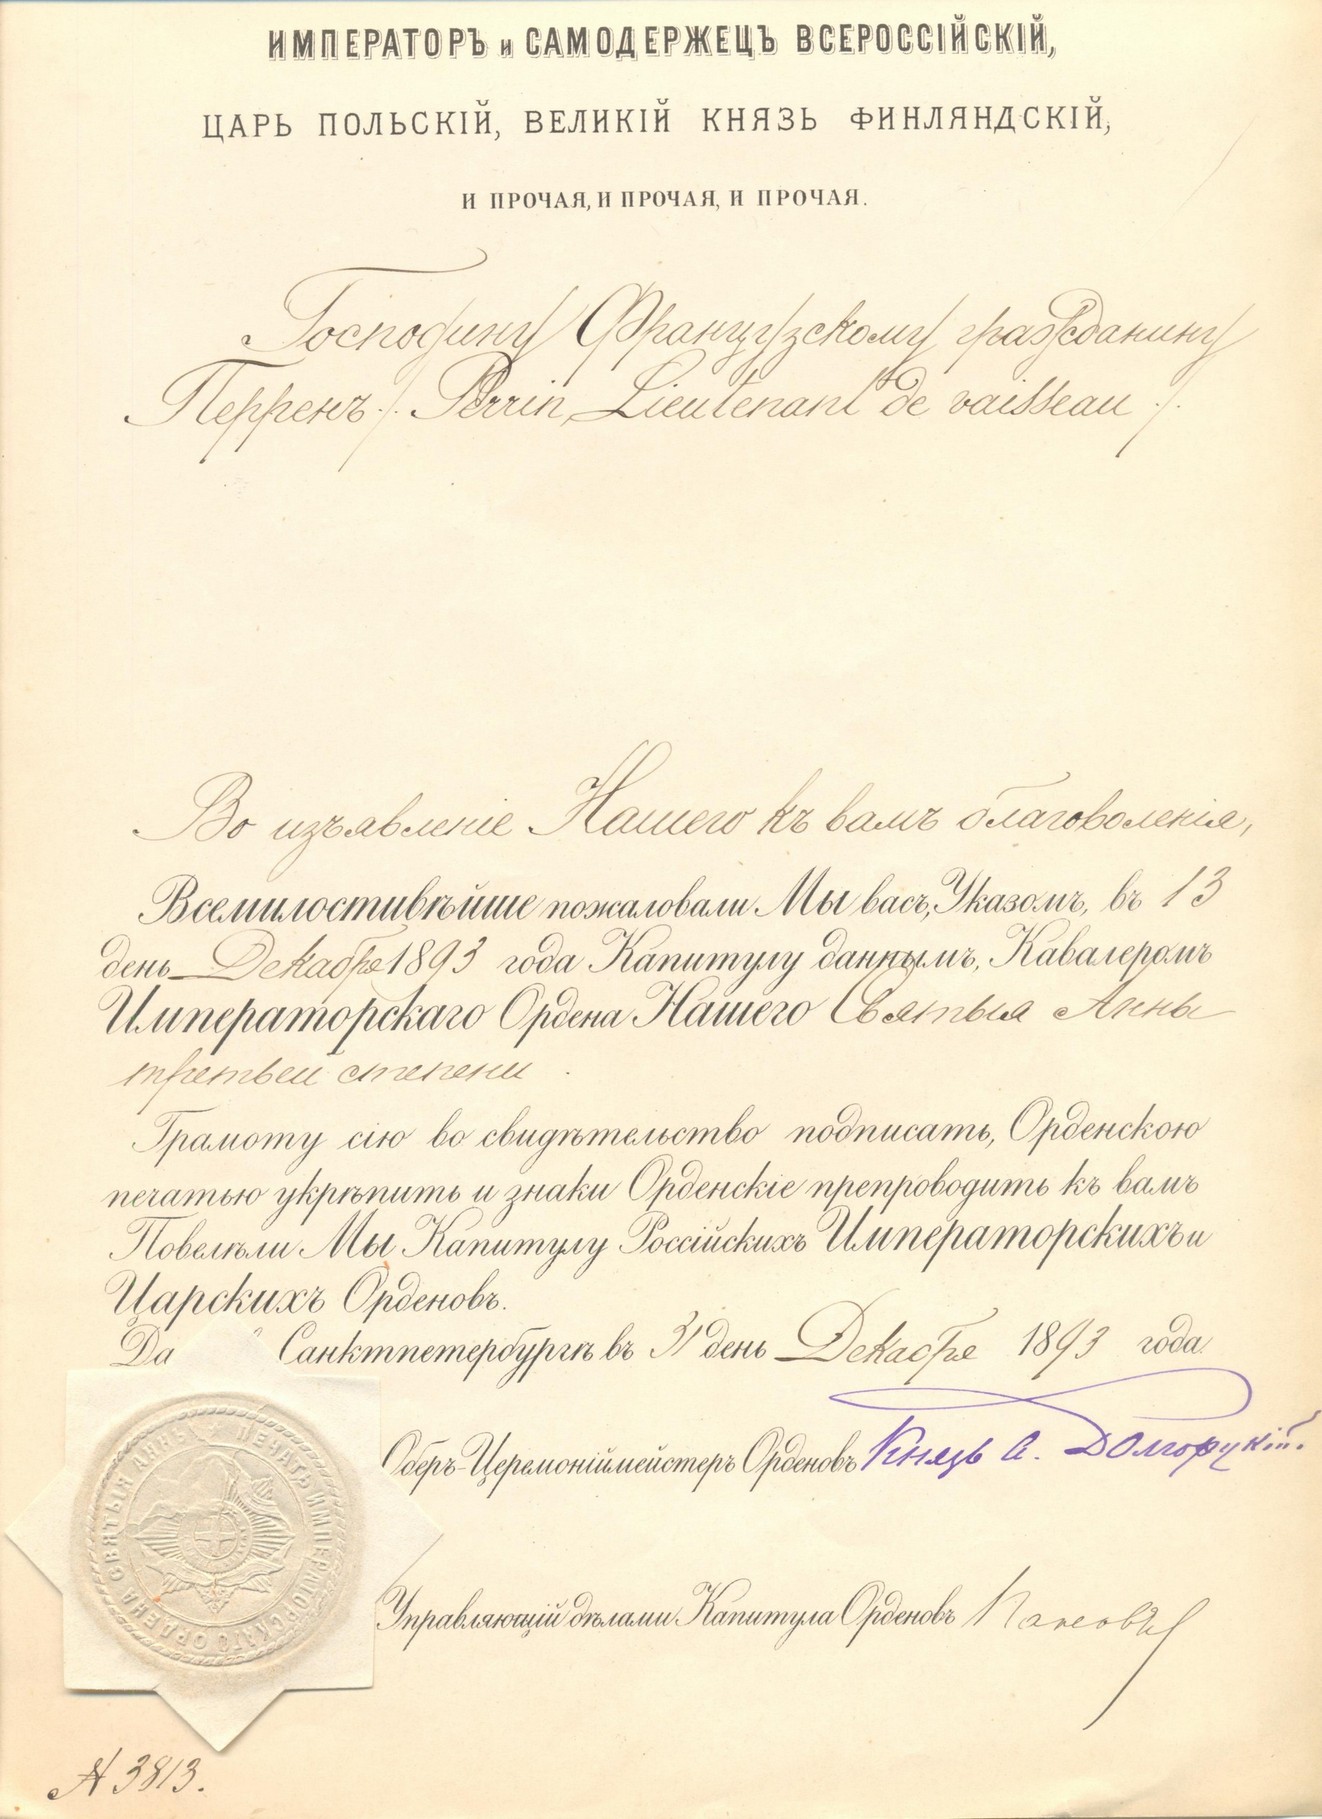 ИМПЕРАТОРЪ и САМОДЕРЖЕЦЪ ВСЕРОССІЙСКІЙ,
ЦАРЬ ПОЛЬСКІЙ, ВЕЛИКІЙ КНЯЗЬ ФИНЛЯНДСКІЙ,
И ПРОЧАЯ, И ПРОЧАЯ, И ПРОЧАЯ.
Господину Французскому гражданину
Перренъ /. Perrin, Lieutenant de vaisseau ./.
Во изъявленіе Нашего къ вамъ благоволенія,
Всемилостивѣйше пожаловали Мы васъ, Указомъ, въ 13
день Декабря 1893 года Капитулу даннымъ, Кавалеромъ
Императорскаго Ордена Нашего Святыя Анны
третьей степени.
Грамоту сію во свидѣтельство подписать, Орденскою
печатью укрѣпить и знаки Орденскіе препроводить къ вамъ
Повелѣли Мы Капитулу Россійскихъ Императорскихъ и
Царскихъ Орденовъ.
Да Санктпетербургѣ въ 31 день Декабря 1893 года
Оберъ-Церемоніймейстеръ Орденовъ Князь А. Долгорукій.
Управляющій дѣлами Капитула Орденовъ
ПЕЧАТЬ ИМПЕРАТОРСКАГО ОРДЕНА СВЯТЫЯ АННЫ
№ 3813.